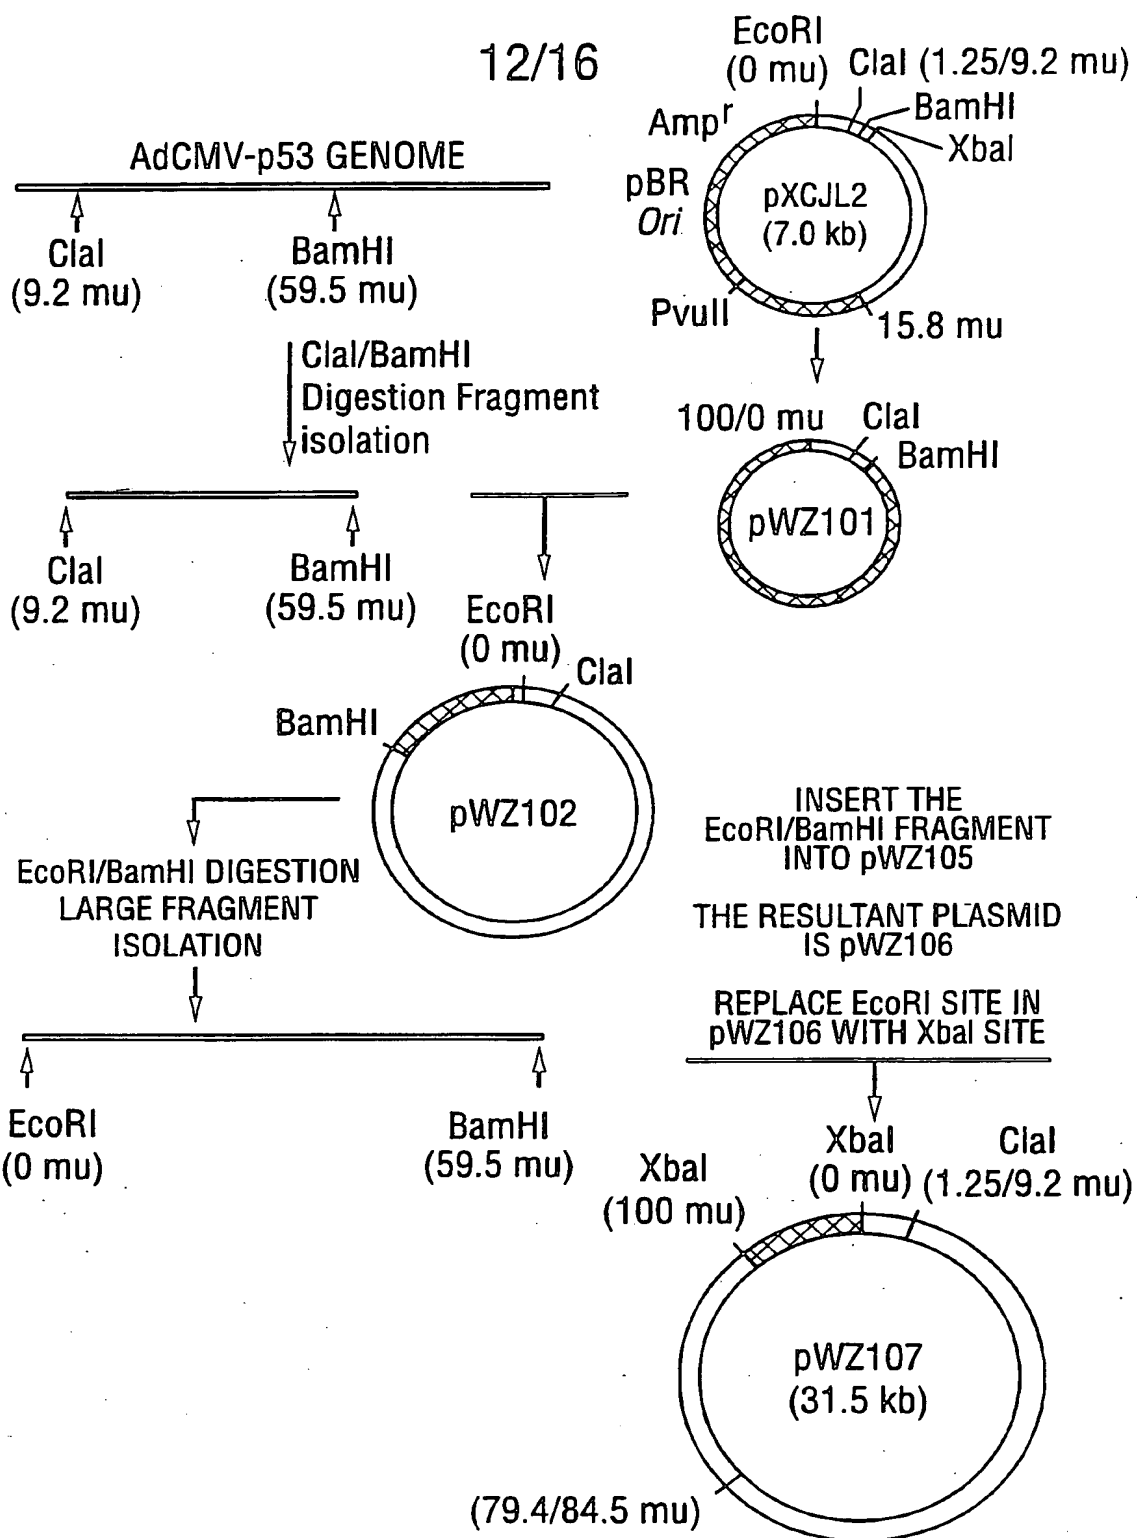 12/16
EcoRI
(0 mu)
ClaI (1.25/9.2 mu)
BamHI
XbaI
Ampr
pBR
Ori
pXCJL2
(7.0 kb)
PvuII
15.8 mu
AdCMV-p53 GENOME
ClaI
(9.2 mu)
BamHI
(59.5 mu)
ClaI/BamHI
Digestion Fragment
isolation
100/0 mu
ClaI
BamHI
pWZ101
ClaI
(9.2 mu)
BamHI
(59.5 mu)
EcoRI
(0 mu)
ClaI
BamHI
pWZ102
EcoRI/BamHI DIGESTION
LARGE FRAGMENT
ISOLATION
INSERT THE
EcoRI/BamHI FRAGMENT
INTO pWZ105
THE RESULTANT PLASMID
IS pWZ106
REPLACE EcoRI SITE IN
pWZ106 WITH XbaI SITE
EcoRI
(0 mu)
BamHI
(59.5 mu)
XbaI
(100 mu)
XbaI
(0 mu)
ClaI
(1.25/9.2 mu)
pWZ107
(31.5 kb)
(79.4/84.5 mu)